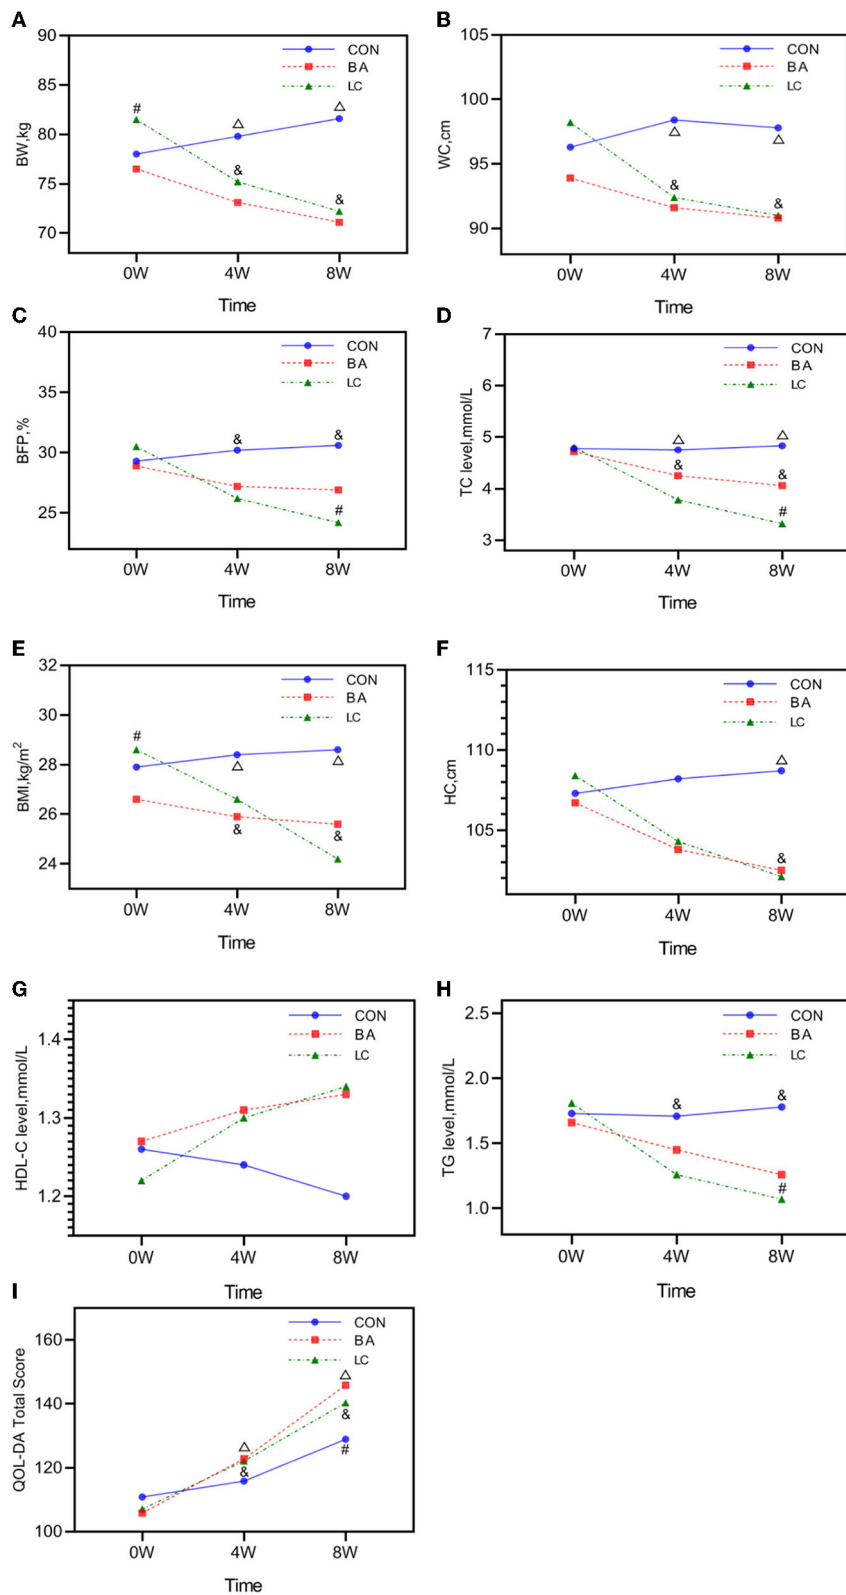 A
BW,kg
90
85
80
75
70
CON
BA
LC
#
△
△
&
&
0W 4W 8W
Time
B
WC,cm
105
100
95
90
CON
BA
LC
△
△
&
&
0W 4W 8W
Time
C
BFP,%
40
35
30
25
CON
BA
LC
&
&
#
0W 4W 8W
Time
D
TC level,mmol/L
7
6
5
4
3
CON
BA
LC
△
△
&
&
#
0W 4W 8W
Time
E
BMI,kg/m²
32
30
28
26
24
CON
BA
LC
#
△
△
&
&
0W 4W 8W
Time
F
HC,cm
115
110
105
CON
BA
LC
△
&
0W 4W 8W
Time
G
HDL-C level,mmol/L
1.4
1.3
1.2
CON
BA
LC
0W 4W 8W
Time
H
TG level,mmol/L
2.5
2.0
1.5
1.0
CON
BA
LC
&
&
#
0W 4W 8W
Time
I
QOL-DA Total Score
160
140
120
100
CON
BA
LC
△
△
&
&
#
0W 4W 8W
Time